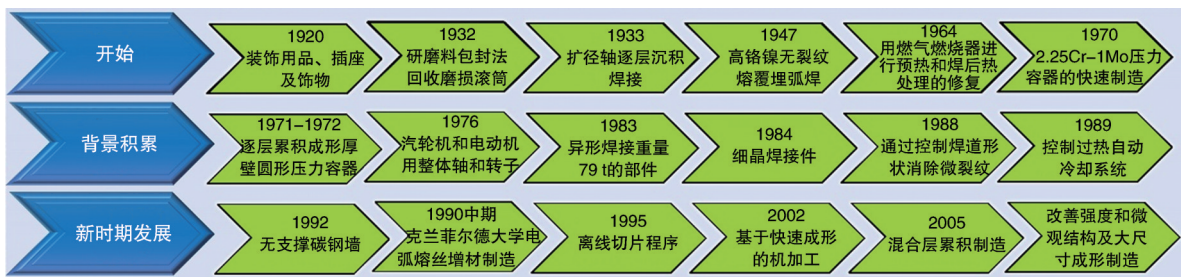 开始
1920
装饰用品、插座
及饰物
1932
研磨料包封法
回收磨损滚筒
1933
扩径轴逐层沉积
焊接
1947
高铬镍无裂纹
熔覆埋弧焊
1964
用燃气燃烧器进
行预热和焊后热
处理的修复
1970
2.25Cr-1Mo压力
容器的快速制造
背景积累
1971-1972
逐层累积成形厚
壁圆形压力容器
1976
汽轮机和电动机
用整体轴和转子
1983
异形焊接重量
79 t的部件
1984
细晶焊接件
1988
通过控制焊道形
状消除微裂纹
1989
控制过热自动
冷却系统
新时期发展
1992
无支撑碳钢墙
1990中期
克兰菲尔德大学电
弧熔丝增材制造
1995
离线切片程序
2002
基于快速成形
的机加工
2005
混合层累积制造
改善强度和微
观结构及大尺
寸成形制造